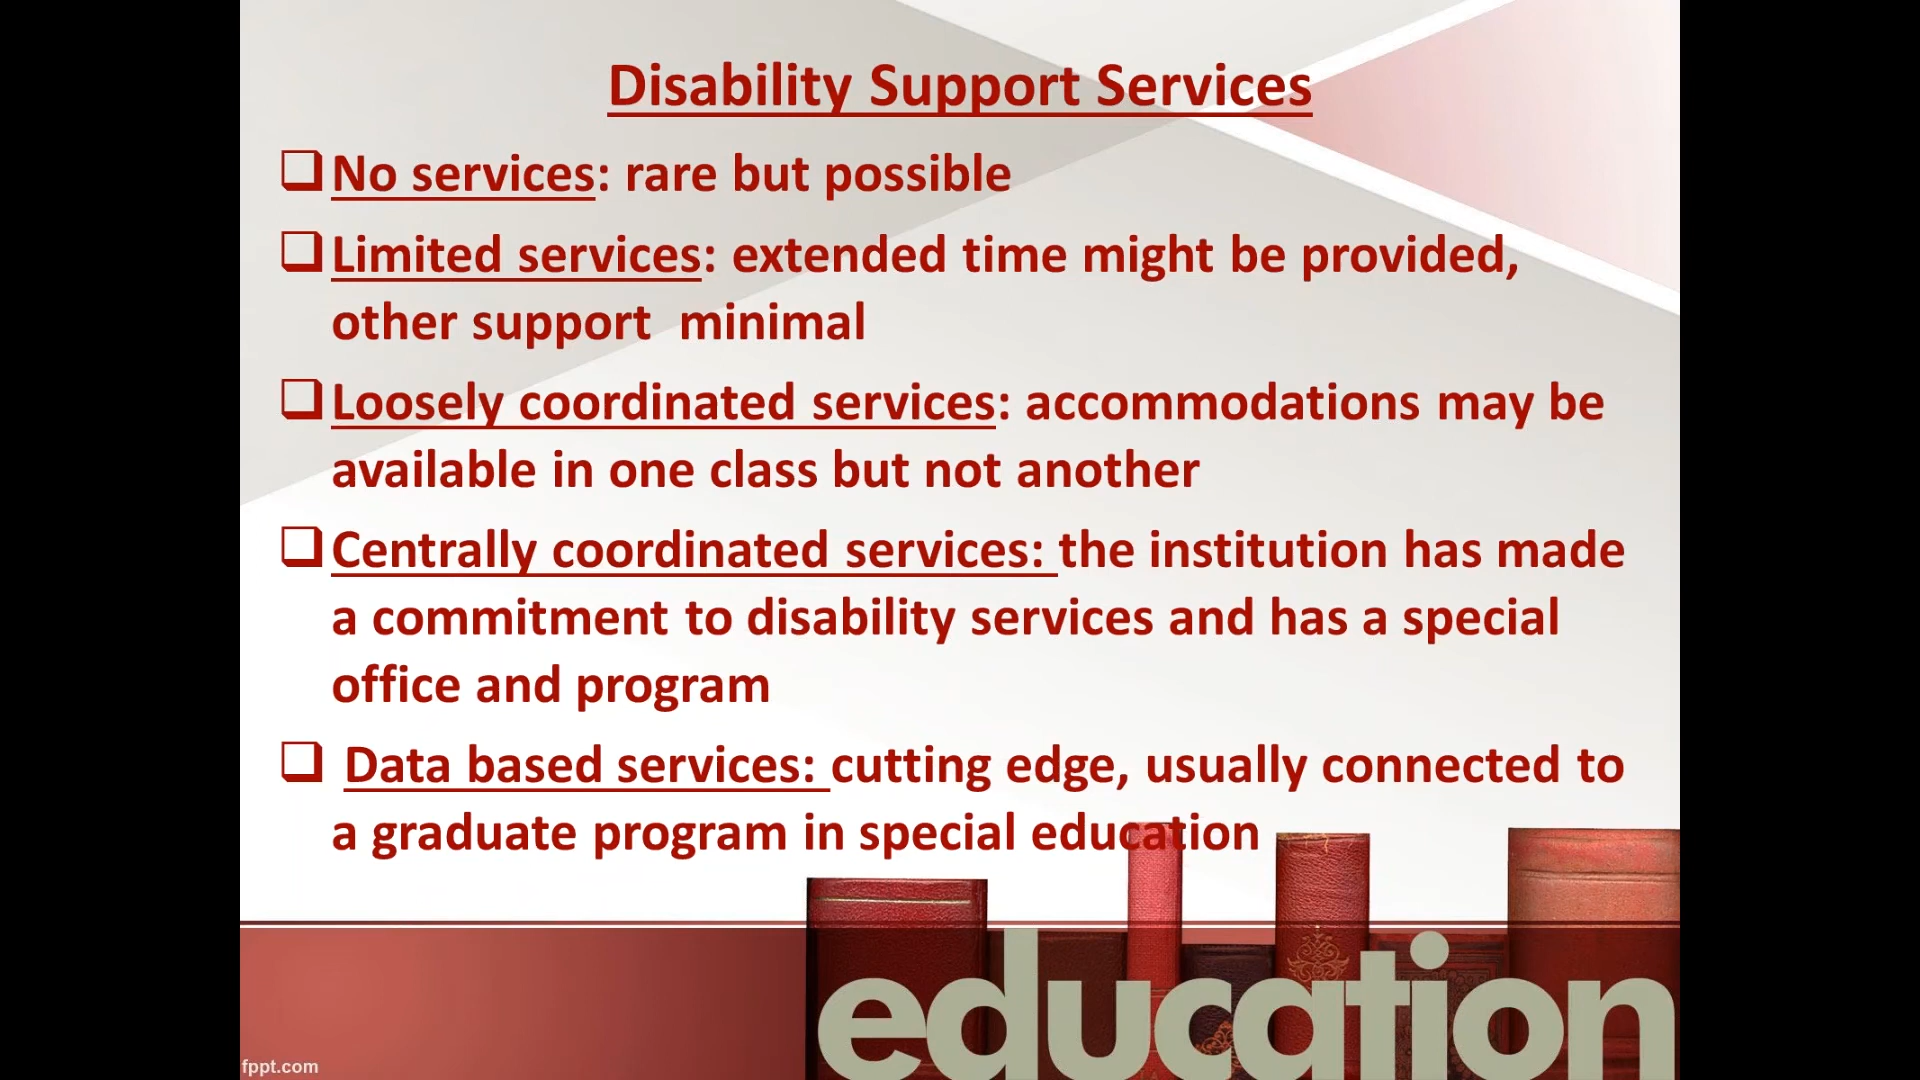 Disability Support Services
❑No services: rare but possible
❑Limited services: extended time might be provided,
other support  minimal
❑Loosely coordinated services: accommodations may be
available in one class but not another
❑Centrally coordinated services: the institution has made
a commitment to disability services and has a special
office and program
❑ Data based services: cutting edge, usually connected to
a graduate program in special education
education
fppt.com